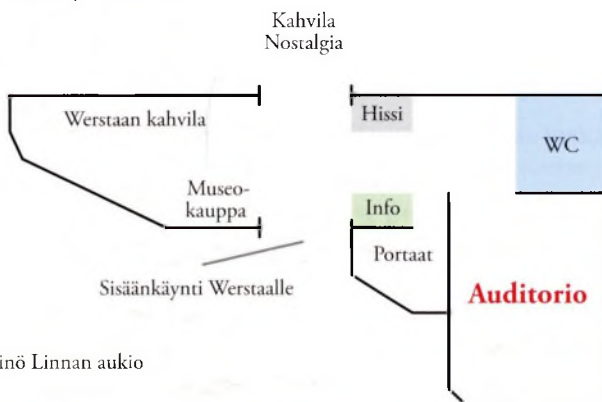 Kahvila
Nostalgia
Werstaan kahvila
Hissi
WC
Museo-
kauppa
Info
Portaat
Sisäänkäynti Werstaalle
Auditorio
inö Linnan aukio